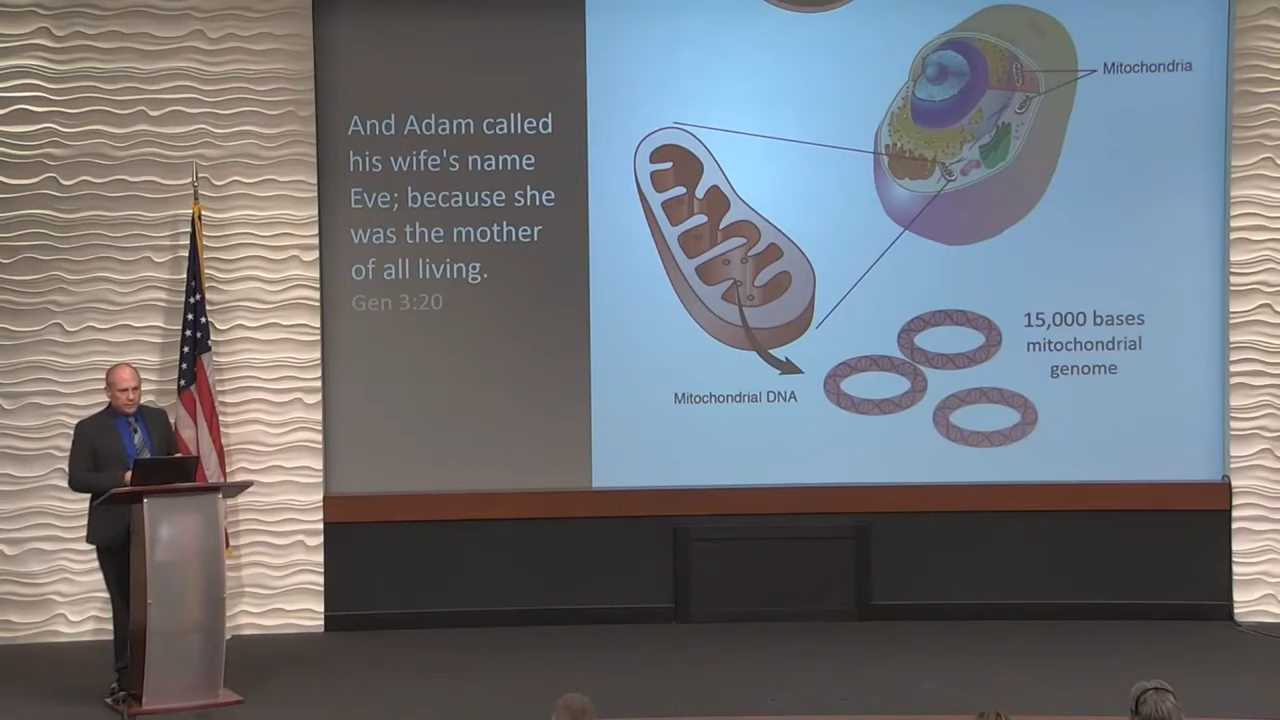 And Adam called
his wife's name
Eve; because she
was the mother
of all living.
Gen 3:20
Mitochondria
Mitochondrial DNA
15,000 bases
mitochondrial
genome